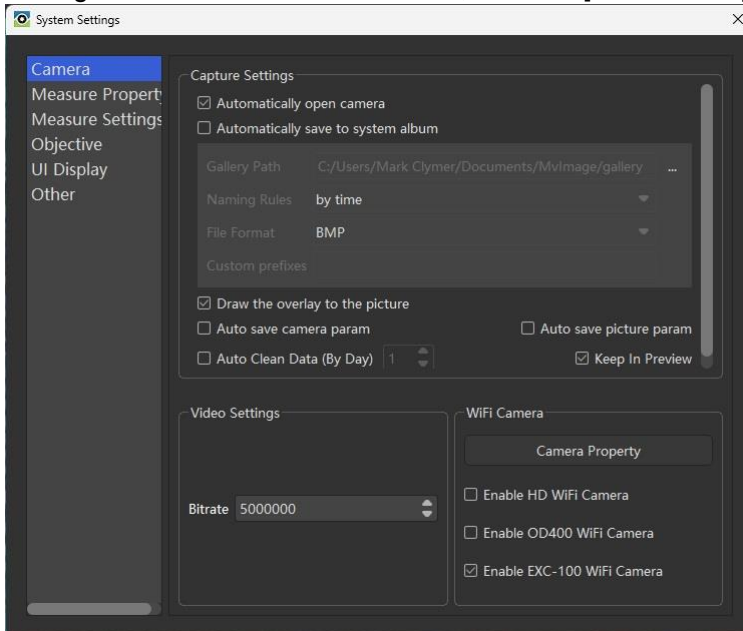 System Settings
Camera
Measure Propert
Measure Settings
Objective
UI Display
Other
Capture Settings
Automatically open camera
Automatically save to system album
Gallery Path C:/Users/Mark Clymer/Documents/MvImage/gallery ...
Naming Rules by time
File Format BMP
Custom prefixes
Draw the overlay to the picture
Auto save camera param Auto save picture param
Auto Clean Data (By Day) 1 Keep In Preview
Video Settings
Bitrate 5000000
WiFi Camera
Camera Property
Enable HD WiFi Camera
Enable OD400 WiFi Camera
Enable EXC-100 WiFi Camera